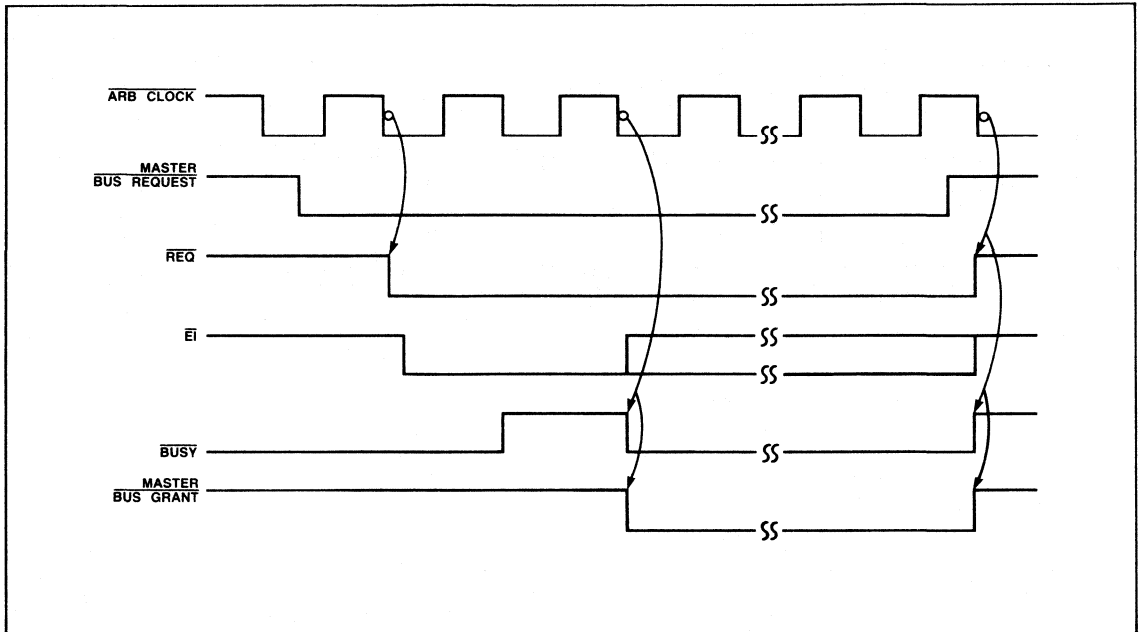 ARB CLOCK
MASTER
BUS REQUEST
REQ
EI
BUSY
MASTER
BUS GRANT